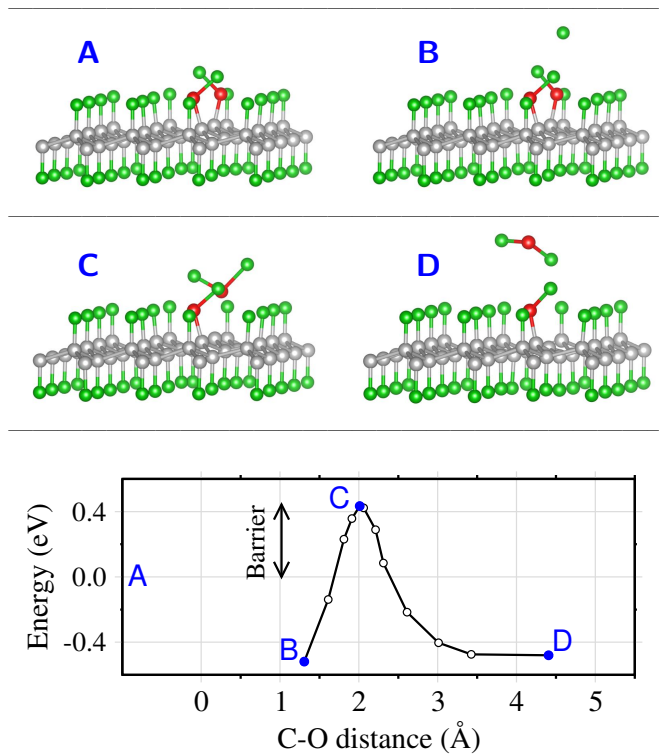 A
B
C
D
Energy (eV)
0.4
0.0
-0.4
A
B
C
D
Barrier
0
1
2
3
4
5
C-O distance (Å)